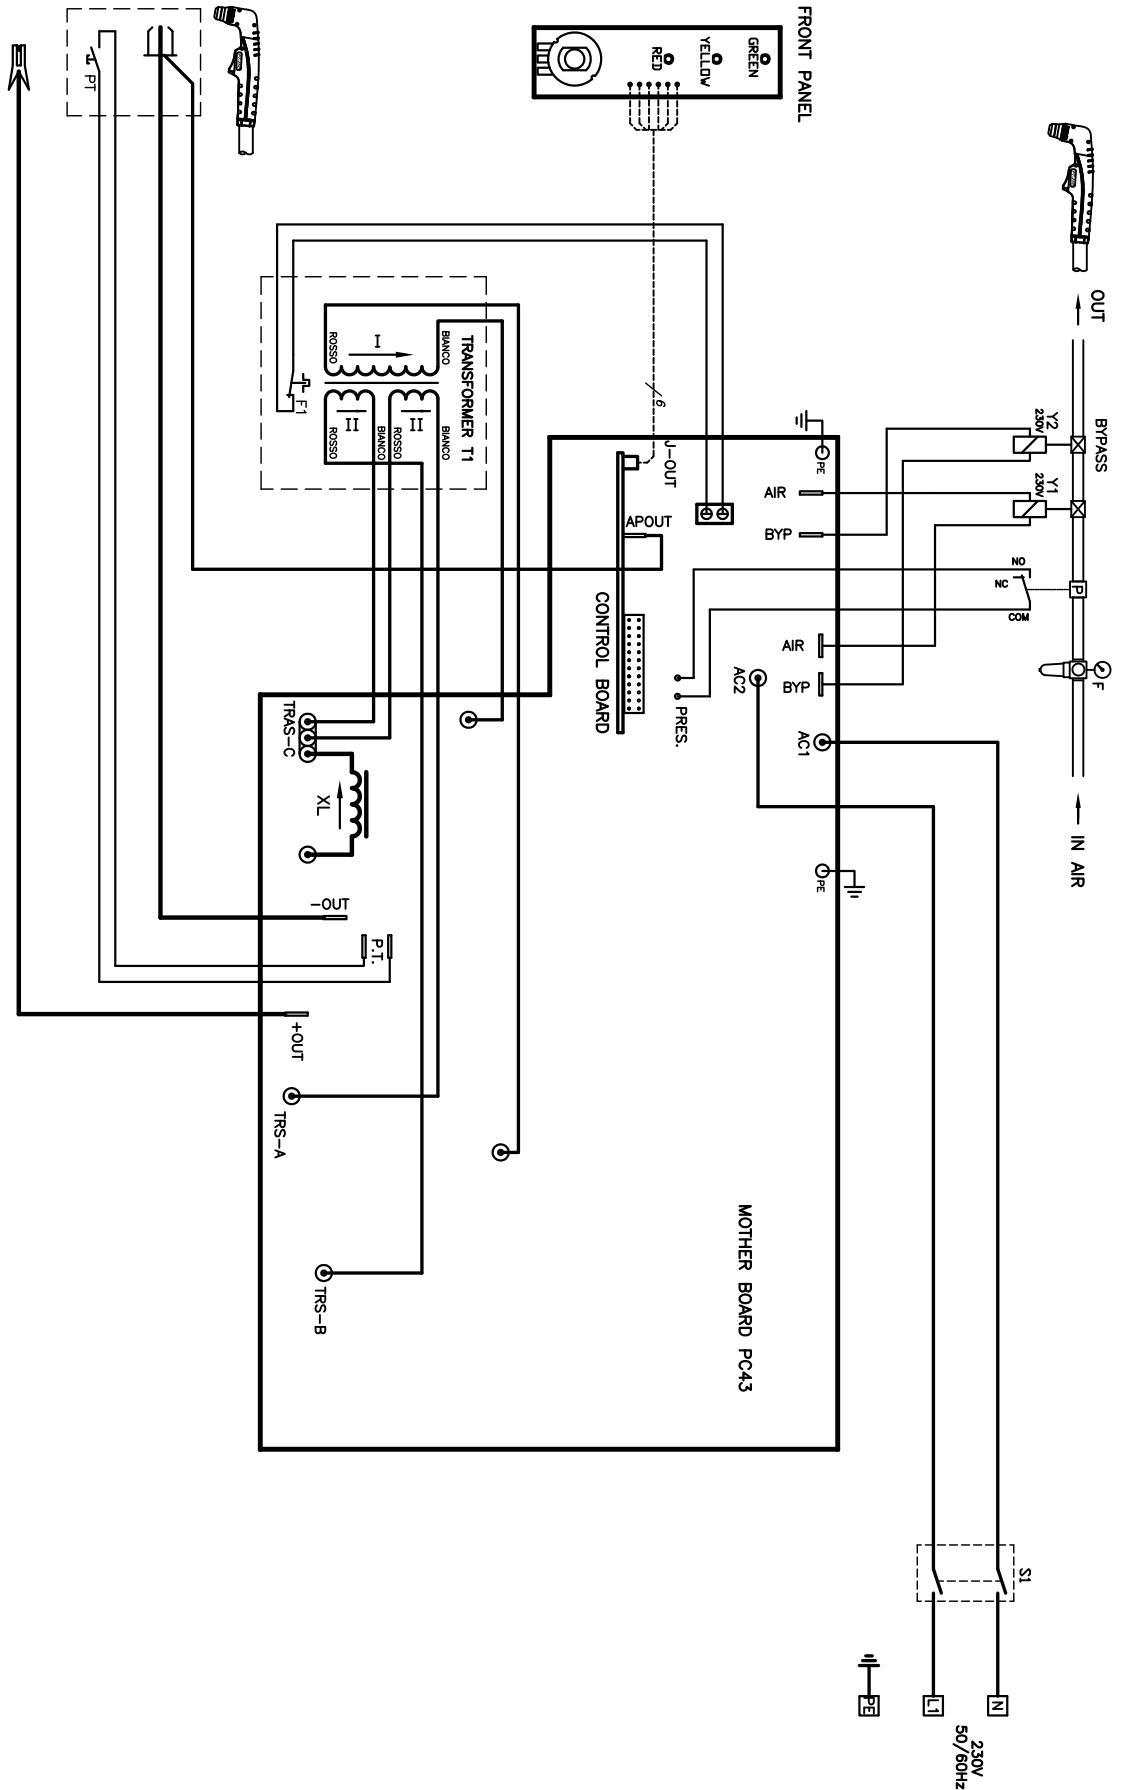 FRONT PANEL
GREEN
YELLOW
RED
OUT
BYPASS
Y2
230V
Y1
230V
NO
NC
COM
P
F
IN AIR
PT
TRANSFORMER T1
I
II
II
ROSSO
BIANCO
ROSSO
BIANCO
ROSSO
BIANCO
F1
6
J-OUT
APOUT
CONTROL BOARD
PE
AIR
BYP
AIR
BYP
PRES.
AC2
AC1
PE
TRAS-C
XL
-OUT
P.T.
+OUT
TRS-A
TRS-B
MOTHER BOARD PC43
S1
N
L1
PE
230V
50/60Hz